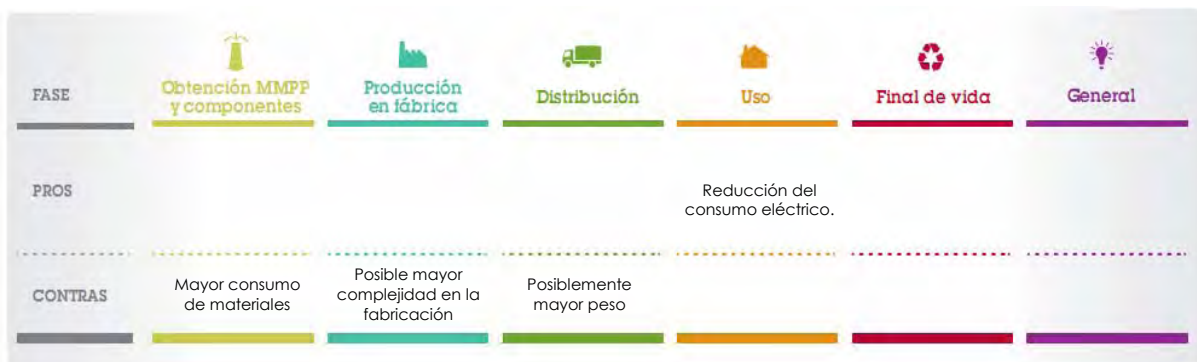 FASE
Obtención MMPP
y componentes
Producción
en fábrica
Distribución
Uso
Final de vida
General
PROS
Reducción del
consumo eléctrico.
CONTRAS
Mayor consumo
de materiales
Posible mayor
complejidad en la
fabricación
Posiblemente
mayor peso